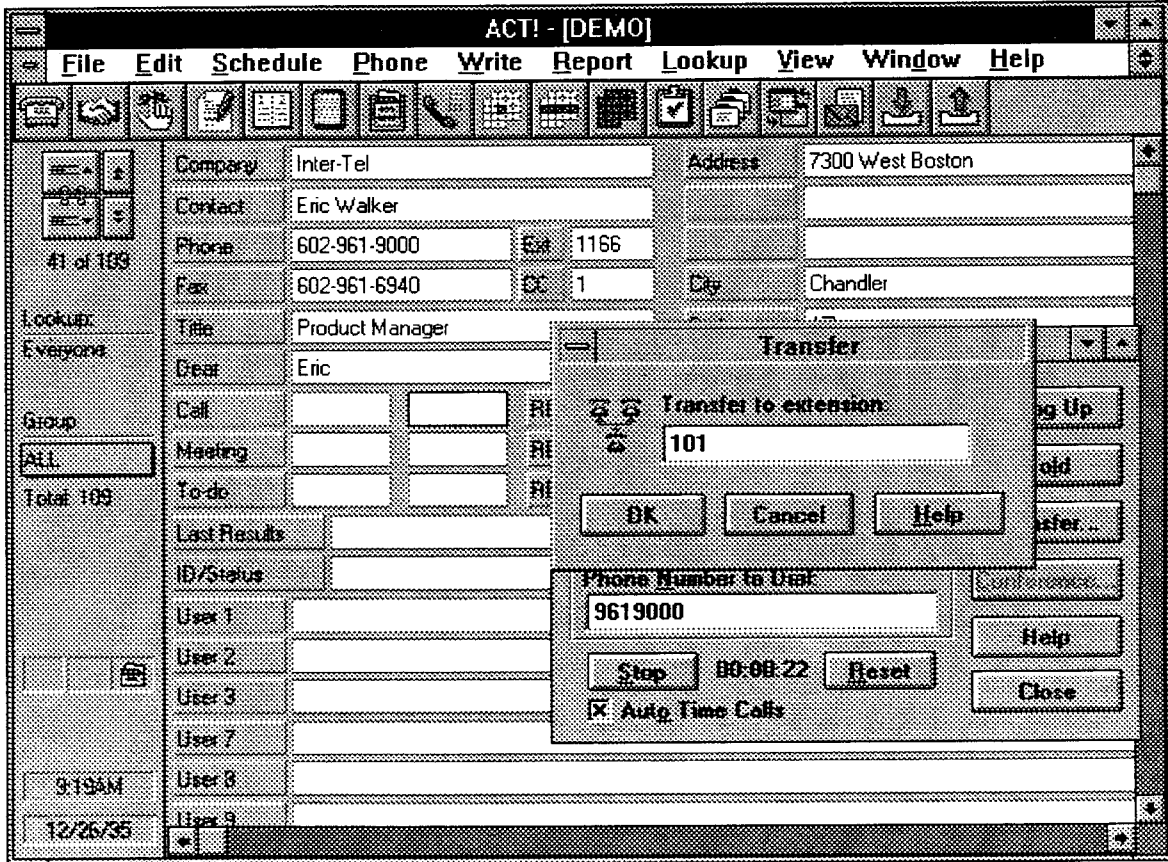 ACT! - [DEMO]
File Edit Schedule Phone Write Report Lookup View Window Help
Company Inter-Tel Address 7300 West Boston
Contact Eric Walker
Phone 602-961-9000 Ext 1166
41 of 109
Fax 602-961-6940 CC 1 City Chandler
Lookup:
Everyone
Title Product Manager
Dear Eric
Group
ALL
Total: 109
Call
Meeting
To-do
Last Results
ID/Status
User 1
User 2
User 3
User 7
User 8
User 9
9:19AM
12/26/95
Transfer
Transfer to extension:
101
OK Cancel Help
Phone Number to Dial:
9619000
Stop 00:00:22 Reset
Auto Time Calls
Conference...
Help
Close